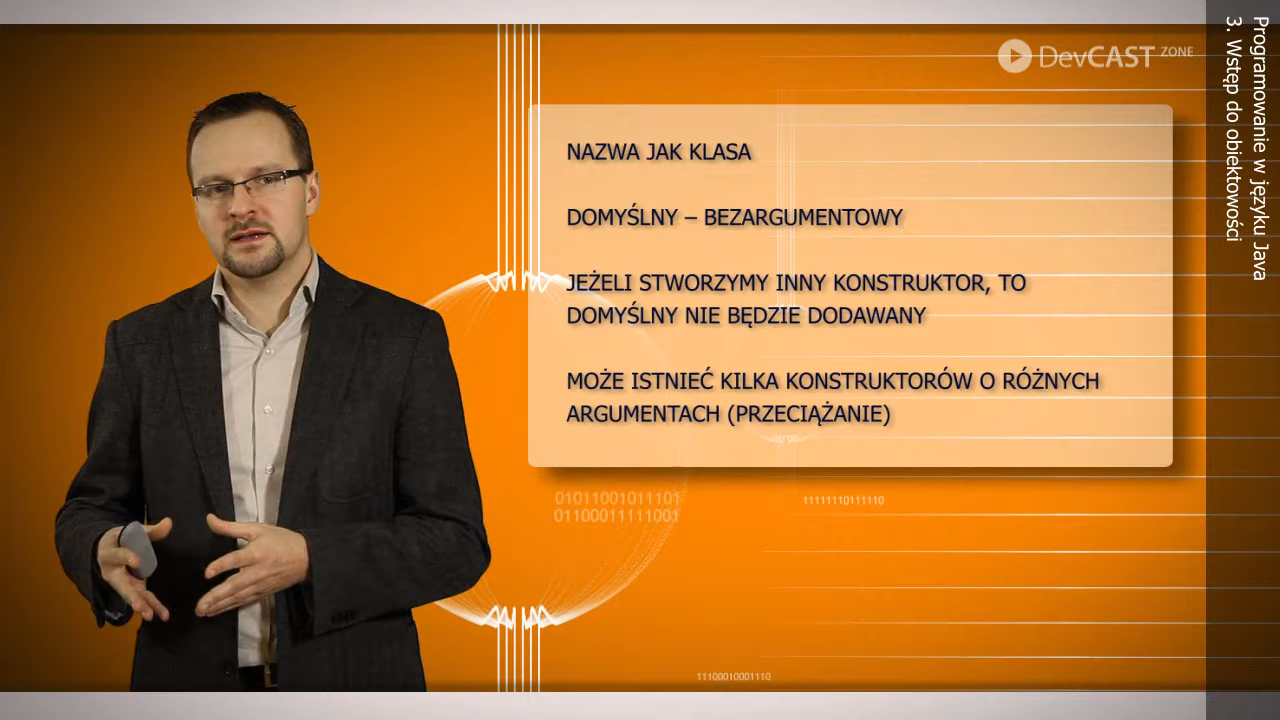 DevCAST ZONE
NAZWA JAK KLASA
DOMYŚLNY – BEZARGUMENTOWY
JEŻELI STWORZYMY INNY KONSTRUKTOR, TO
DOMYŚLNY NIE BĘDZIE DODAWANY
MOŻE ISTNIEĆ KILKA KONSTRUKTORÓW O RÓŻNYCH
ARGUMENTACH (PRZECIĄŻANIE)
01011001011101
01100011111001
11111110111110
11100010001110
Programowanie w języku Java
3. Wstęp do obiektowości